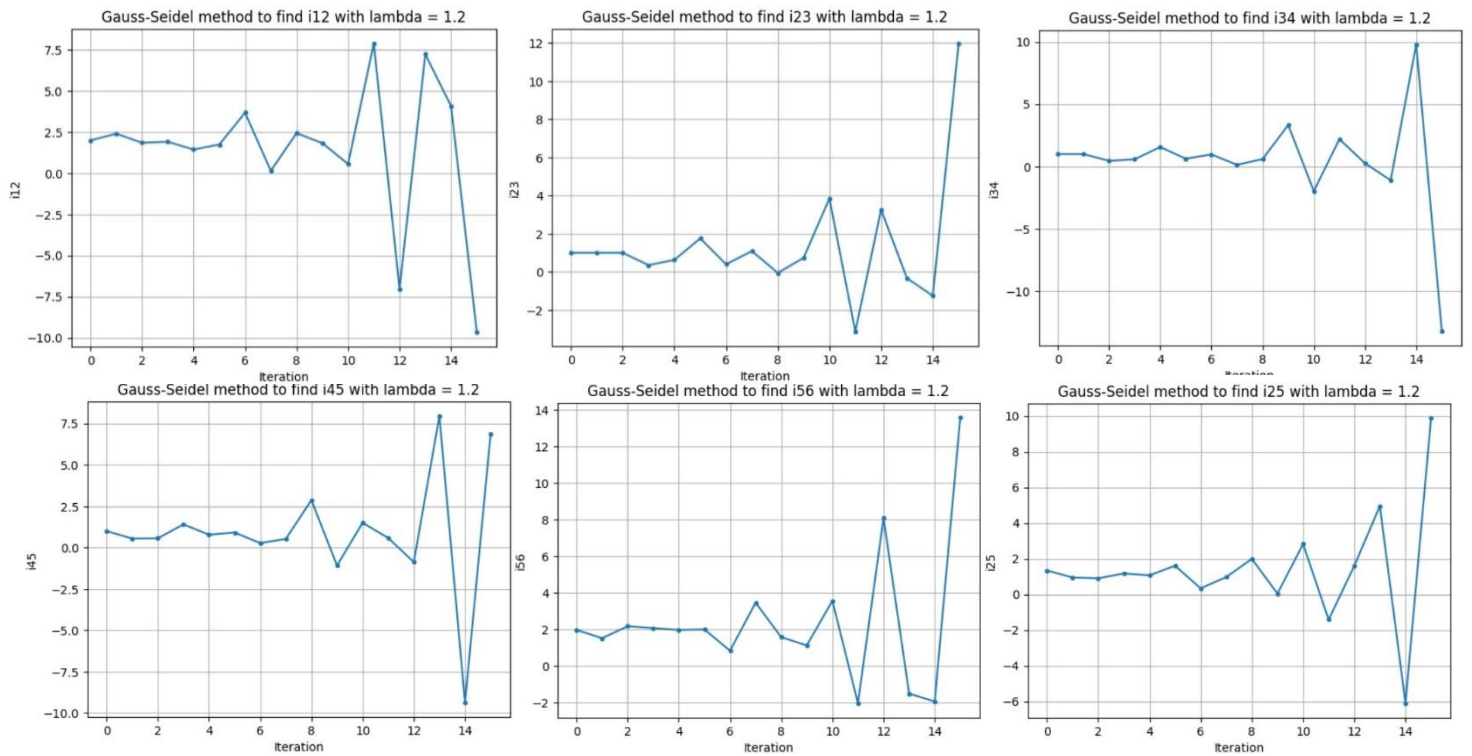 Gauss-Seidel method to find i12 with lambda = 1.2
7.5
5.0
2.5
0.0
−2.5
−5.0
−7.5
−10.0
i12
0 2 4 6 8 10 12 14
Iteration
Gauss-Seidel method to find i23 with lambda = 1.2
12
10
8
6
4
2
0
−2
i23
0 2 4 6 8 10 12 14
Iteration
Gauss-Seidel method to find i34 with lambda = 1.2
10
5
0
−5
−10
i34
0 2 4 6 8 10 12 14
Iteration
Gauss-Seidel method to find i45 with lambda = 1.2
7.5
5.0
2.5
0.0
−2.5
−5.0
−7.5
−10.0
i45
0 2 4 6 8 10 12 14
Iteration
Gauss-Seidel method to find i56 with lambda = 1.2
14
12
10
8
6
4
2
0
−2
i56
0 2 4 6 8 10 12 14
Iteration
Gauss-Seidel method to find i25 with lambda = 1.2
10
8
6
4
2
0
−2
−4
−6
i25
0 2 4 6 8 10 12 14
Iteration